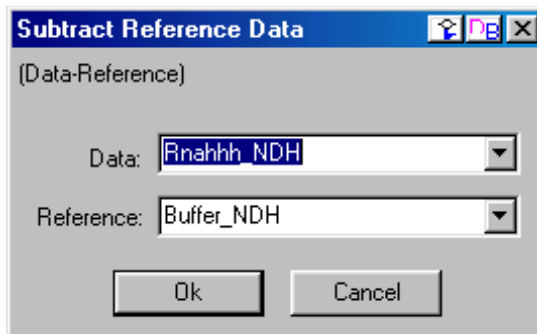 Subtract Reference Data
(Data-Reference)
Data: Rnahhh_NDH
Reference: Buffer_NDH
Ok Cancel